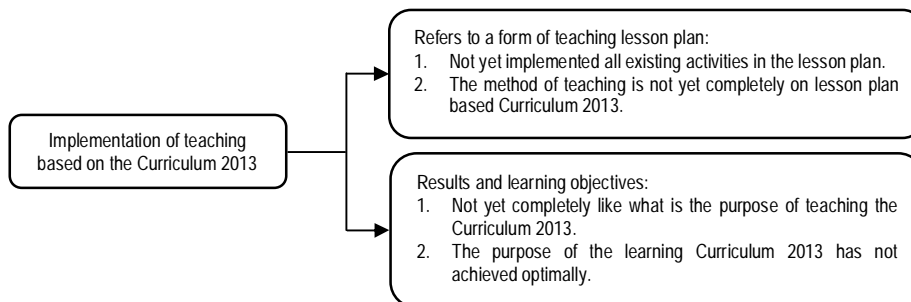 Implementation of teaching
based on the Curriculum 2013
Refers to a form of teaching lesson plan:
1. Not yet implemented all existing activities in the lesson plan.
2. The method of teaching is not yet completely on lesson plan
based Curriculum 2013.
Results and learning objectives:
1. Not yet completely like what is the purpose of teaching the
Curriculum 2013.
2. The purpose of the learning Curriculum 2013 has not
achieved optimally.